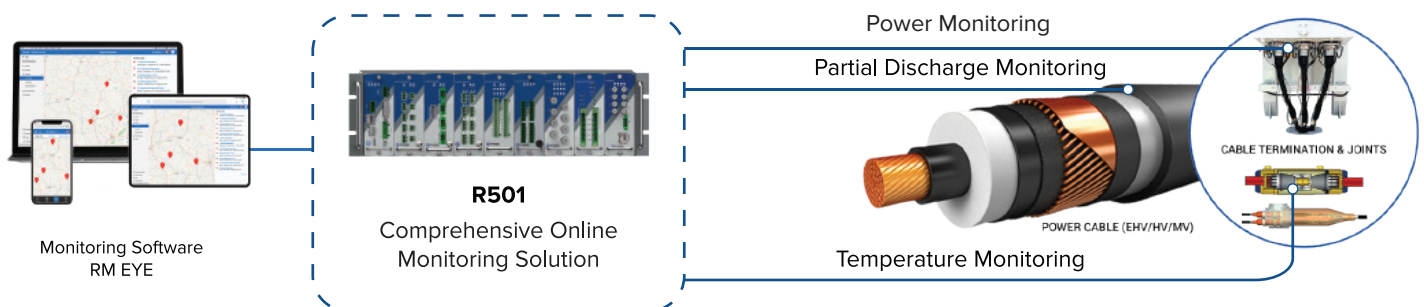 Power Monitoring
Partial Discharge Monitoring
CABLE TERMINATION & JOINTS
R501
Comprehensive Online
Monitoring Solution
POWER CABLE (EHV/HV/MV)
Monitoring Software
RM EYE
Temperature Monitoring